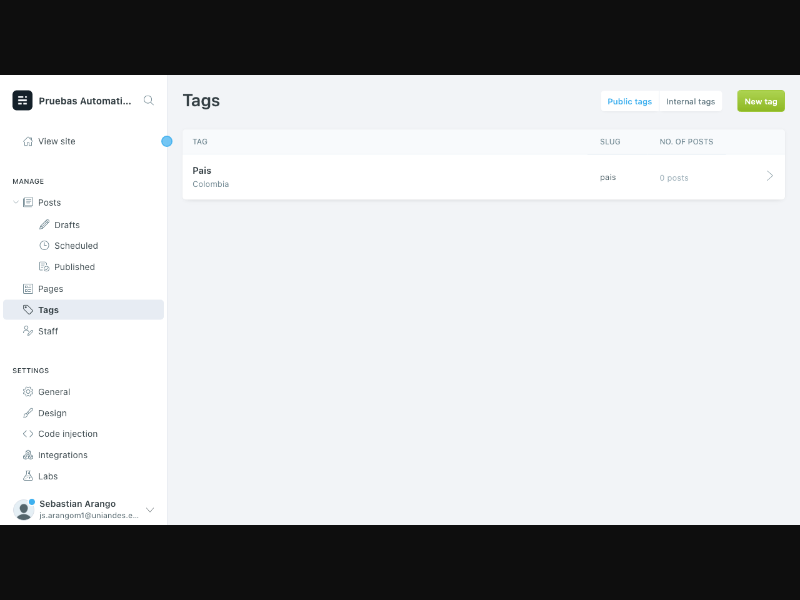 Pruebas Automati...
View site
MANAGE
Posts
Drafts
Scheduled
Published
Pages
Tags
Staff
SETTINGS
General
Design
Code injection
Integrations
Labs
Sebastian Arango
js.arangom1@uniandes.e...
Tags
Public tags
Internal tags
New tag
TAG
SLUG
NO. OF POSTS
Pais
Colombia
pais
0 posts